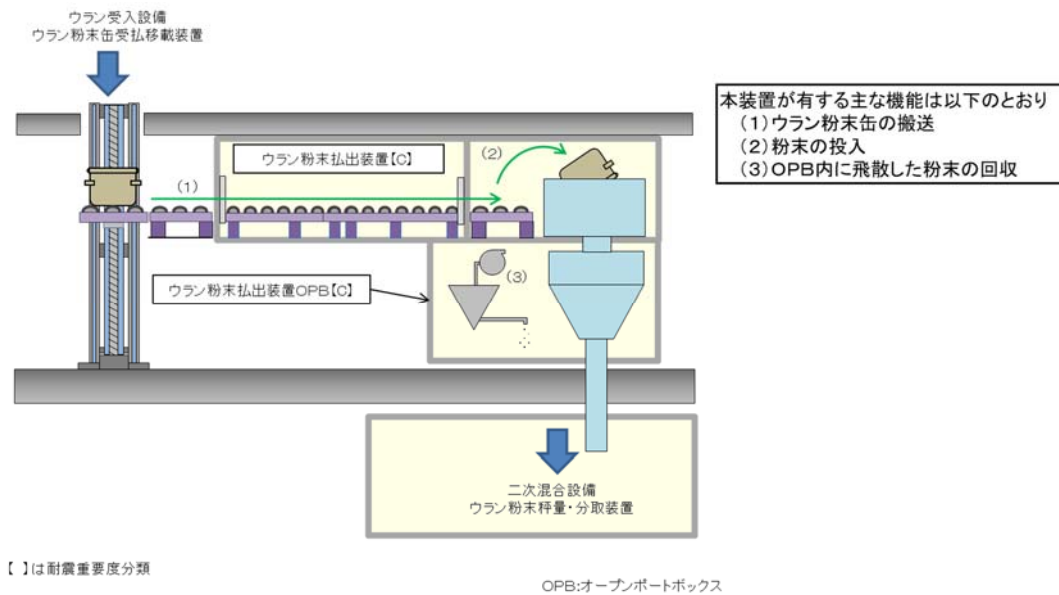 ウラン受入設備
ウラン粉末缶受払移載装置
本装置が有する主な機能は以下のとおり
(1)ウラン粉末缶の搬送
(2)粉末の投入
(3)OPB内に飛散した粉末の回収
ウラン粉末払出装置【C】
(2)
(1)
(3)
ウラン粉末払出装置OPB【C】
二次混合設備
ウラン粉末秤量・分取装置
【 】は耐震重要度分類
OPB:オープンポートボックス